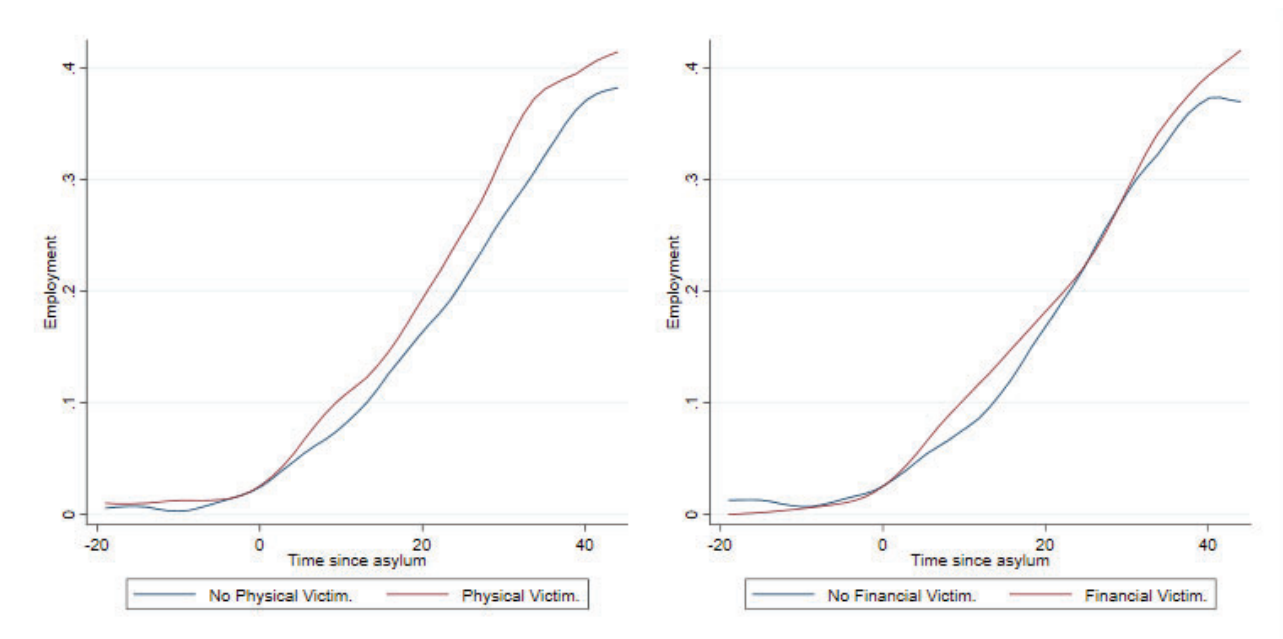 Employment
.4
.3
.2
.1
0
-20 0 20 40
Time since asylum
No Physical Victim. Physical Victim.
Employment
.4
.3
.2
.1
0
-20 0 20 40
Time since asylum
No Financial Victim. Financial Victim.